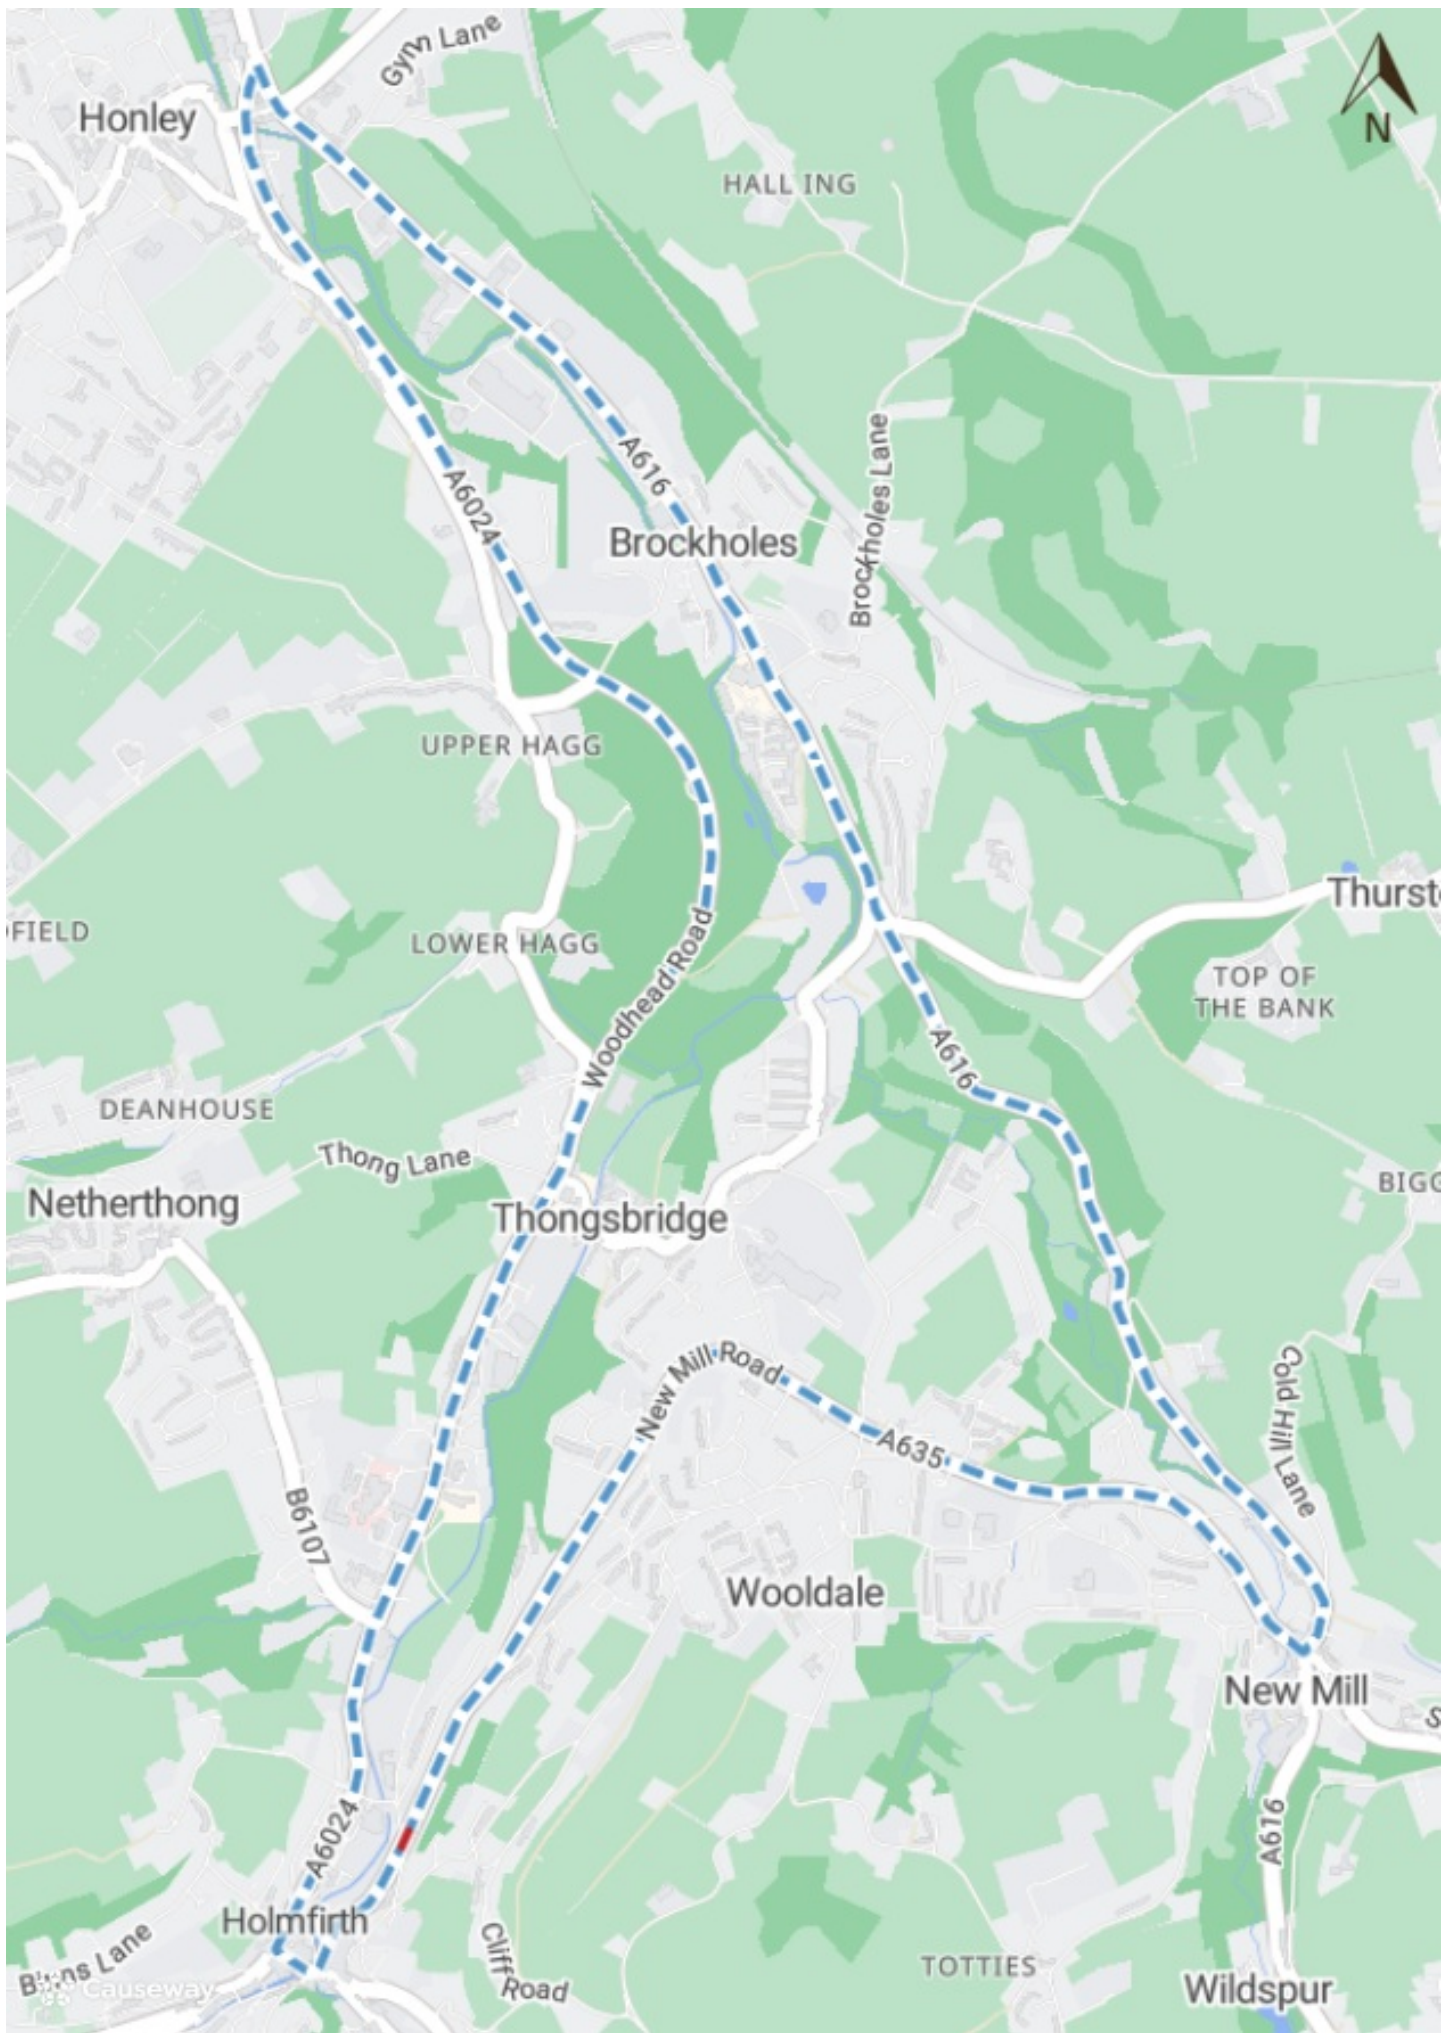 Gynn Lane
Honley
N
HALL ING
A616
A6024
Brockholes Lane
Brockholes
UPPER HAGG
Thurst
FIELD
LOWER HAGG
Woodhead Road
TOP OF
THE BANK
A616
DEANHOUSE
Thong Lane
BIGG
Netherthong
Thongsbridge
New Mill Road
Cold Hill Lane
A635
B6107
Wooldale
New Mill
S
A6024
A616
Holmfirth
Cliff Road
TOTTIES
Binns Lane
Causeway
Wildspur